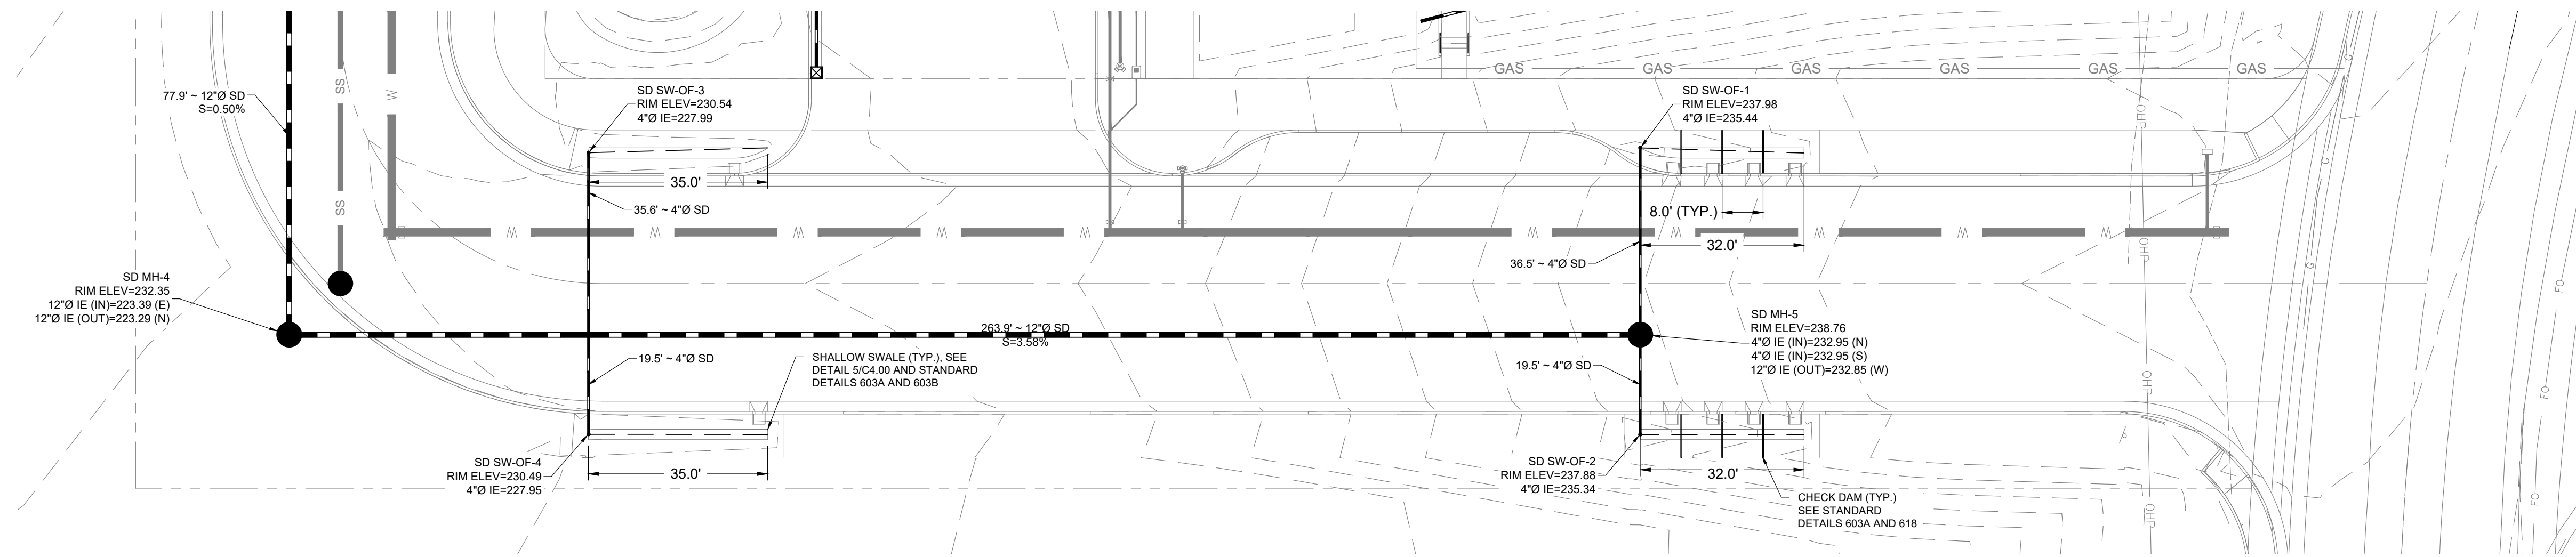 GAS
GAS
GAS
GAS
GAS
GAS
77.9' ~ 12"Ø SD
S=0.50%
SS
W
SD SW-OF-3
RIM ELEV=230.54
4"Ø IE=227.99
SD SW-OF-1
RIM ELEV=237.98
4"Ø IE=235.44
G
OHP
G
35.0'
SS
35.6' ~ 4"Ø SD
8.0' (TYP.)
W
W
W
W
W
W
W
W
W
W
W
32.0'
OHP
G
36.5' ~ 4"Ø SD
SD MH-4
RIM ELEV=232.35
12"Ø IE (IN)=223.39 (E)
12"Ø IE (OUT)=223.29 (N)
FO
G
263.9' ~ 12"Ø SD
S=3.58%
SD MH-5
RIM ELEV=238.76
4"Ø IE (IN)=232.95 (N)
4"Ø IE (IN)=232.95 (S)
12"Ø IE (OUT)=232.85 (W)
19.5' ~ 4"Ø SD
SHALLOW SWALE (TYP.), SEE
DETAIL 5/C4.00 AND STANDARD
DETAILS 603A AND 603B
19.5' ~ 4"Ø SD
OHP
FO
FO
SD SW-OF-4
RIM ELEV=230.49
4"Ø IE=227.95
35.0'
SD SW-OF-2
RIM ELEV=237.88
4"Ø IE=235.34
32.0'
CHECK DAM (TYP.)
SEE STANDARD
DETAILS 603A AND 618
OHP
FO
FO